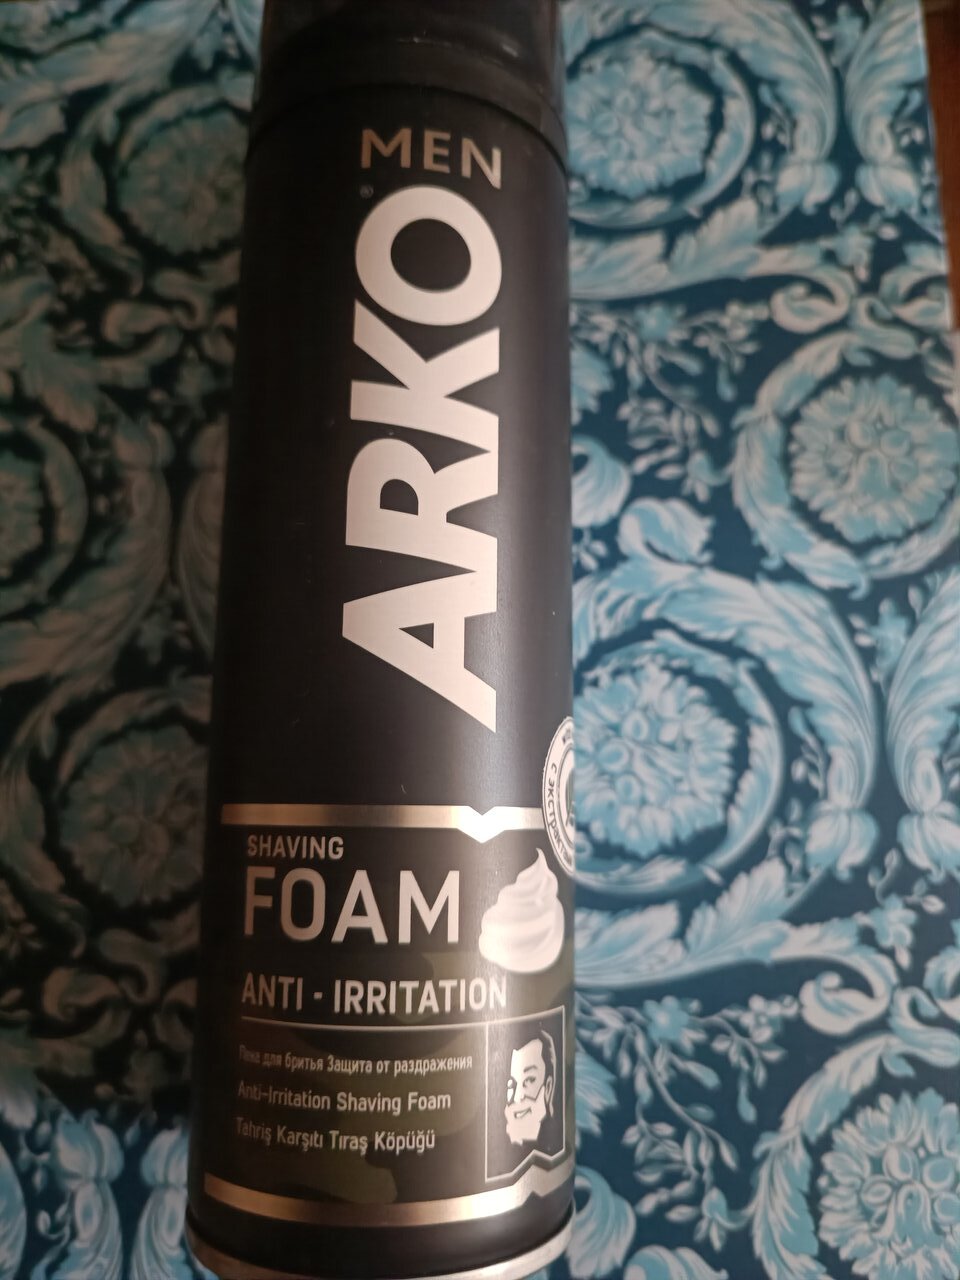 MEN
ARKO
®
SHAVING
FOAM
ANTI - IRRITATION
Пена для бритья Защита от раздражения
Anti-Irritation Shaving Foam
Tahriş Karşıtı Tıraş Köpüğü